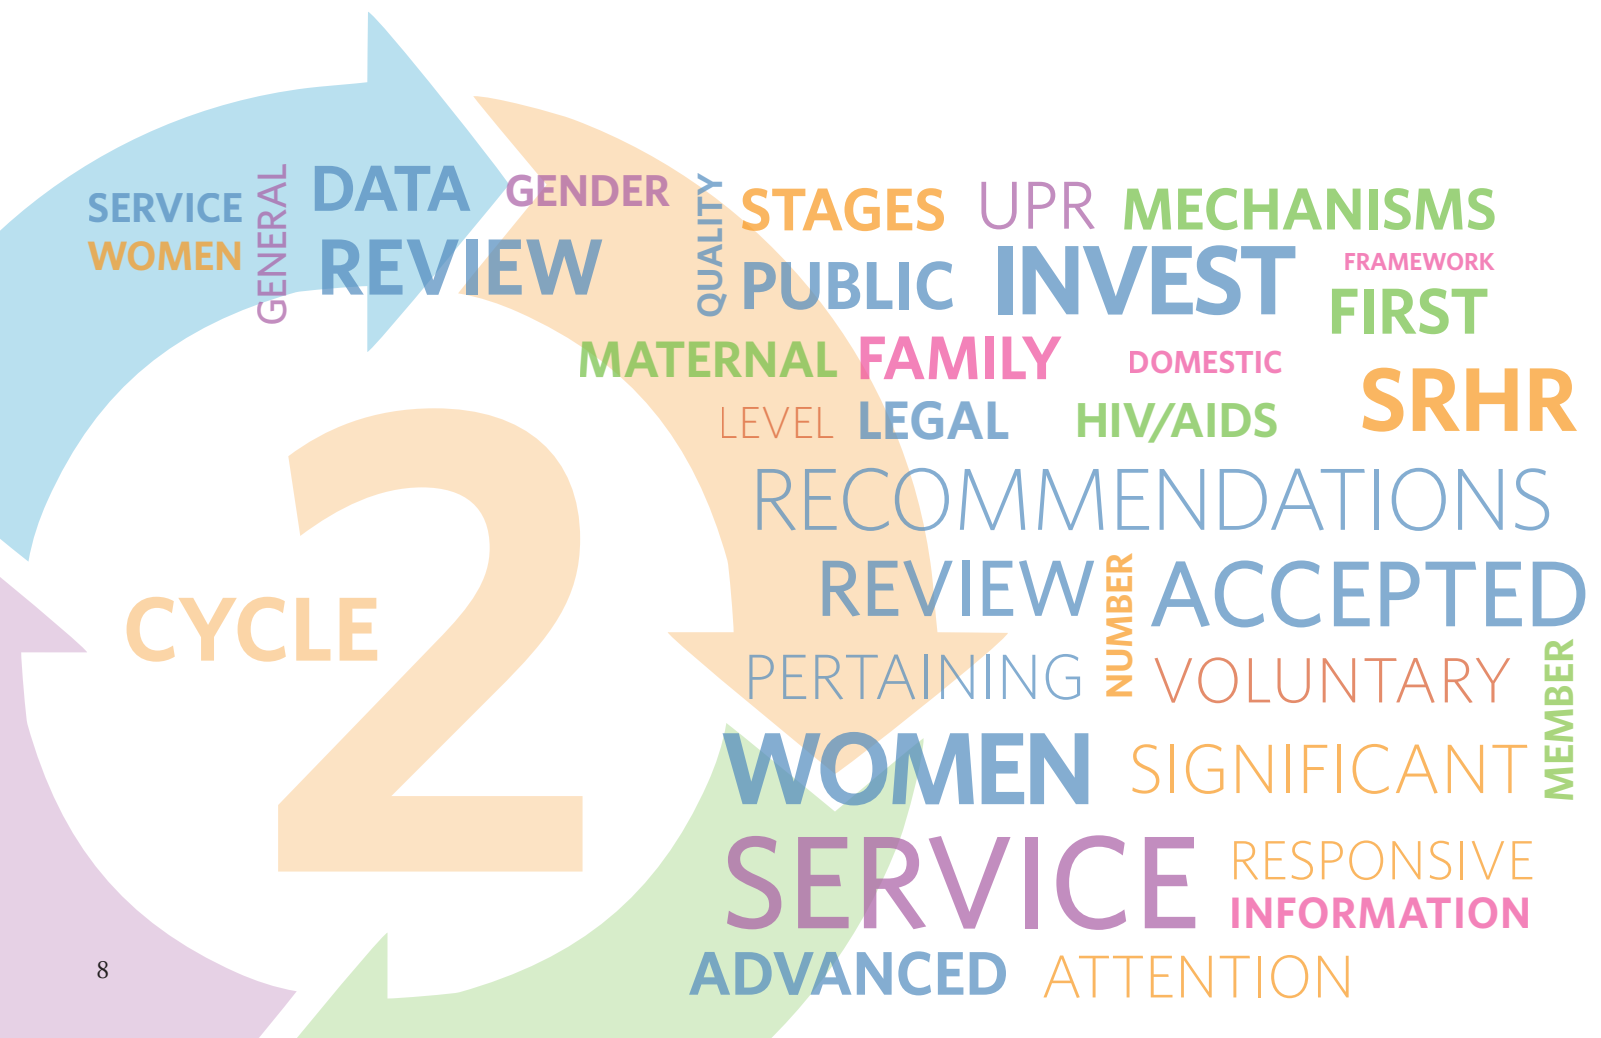 SERVICE
WOMEN
GENERAL
DATA
REVIEW
GENDER
QUALITY
STAGES UPR MECHANISMS
PUBLIC INVEST FRAMEWORK
FIRST
MATERNAL FAMILY DOMESTIC
SRHR
LEVEL LEGAL HIV/AIDS
RECOMMENDATIONS
REVIEW NUMBER ACCEPTED
CYCLE 2
PERTAINING VOLUNTARY
MEMBER
WOMEN SIGNIFICANT
SERVICE RESPONSIVE
INFORMATION
ADVANCED ATTENTION
8